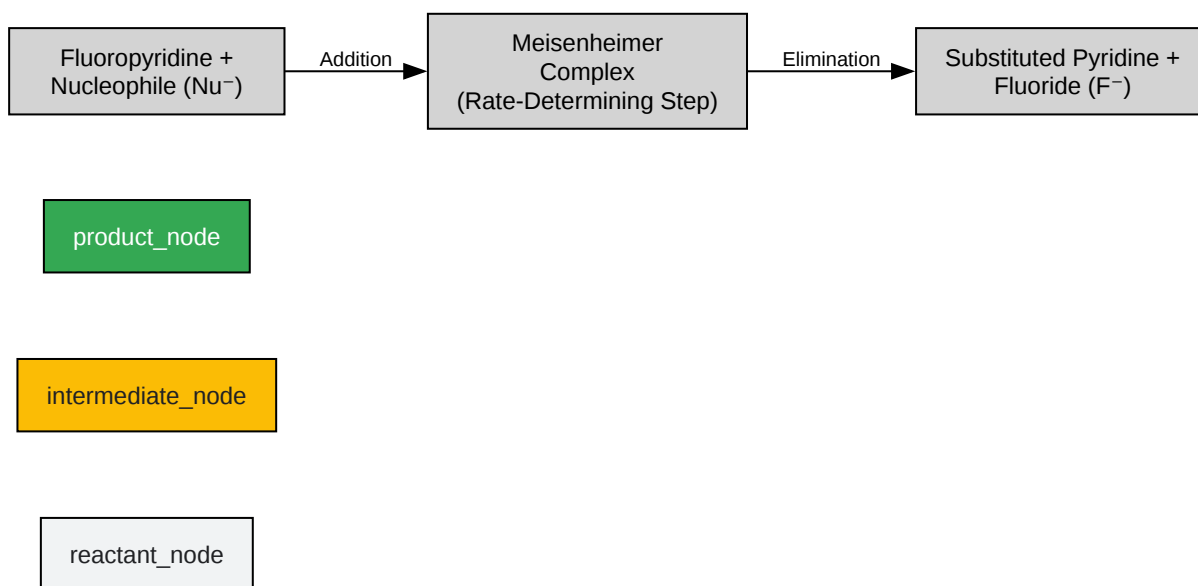 Fluoropyridine +
Nucleophile (Nu⁻)
Addition
Meisenheimer
Complex
(Rate-Determining Step)
Elimination
Substituted Pyridine +
Fluoride (F⁻)
product_node
intermediate_node
reactant_node